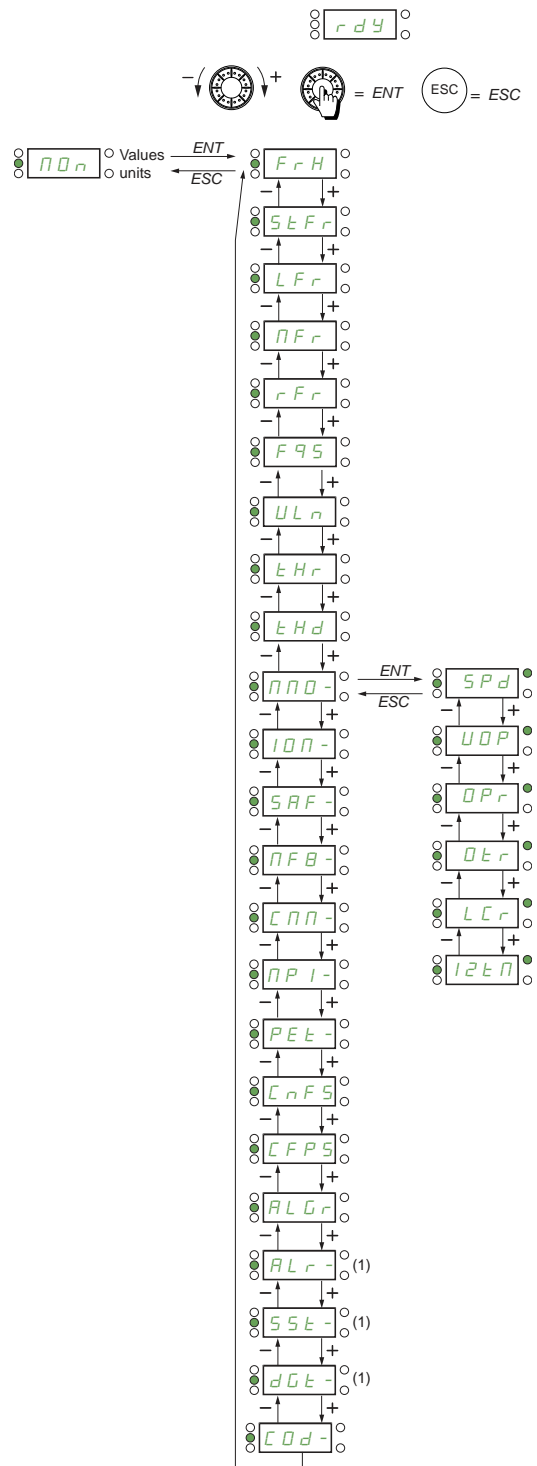 rdY
− + = ENT ESC = ESC
MOn Values units ENT ESC FrH
− +
StFr
− +
LFr
− +
MFr
− +
rFr
− +
FqS
− +
ULn
− +
tHr
− +
tHd
− +
MMO- ENT ESC SPd
− + − +
IOM- UOP
− + − +
SAF- OPr
− + − +
MFB- Otr
− + − +
CMM- LCr
− + − +
MPI- I2tM
− +
PEt-
− +
CnFS
− +
CFPS
− +
ALGr
− +
ALr- (1)
− +
SSt- (1)
− +
dGt- (1)
− +
COd-